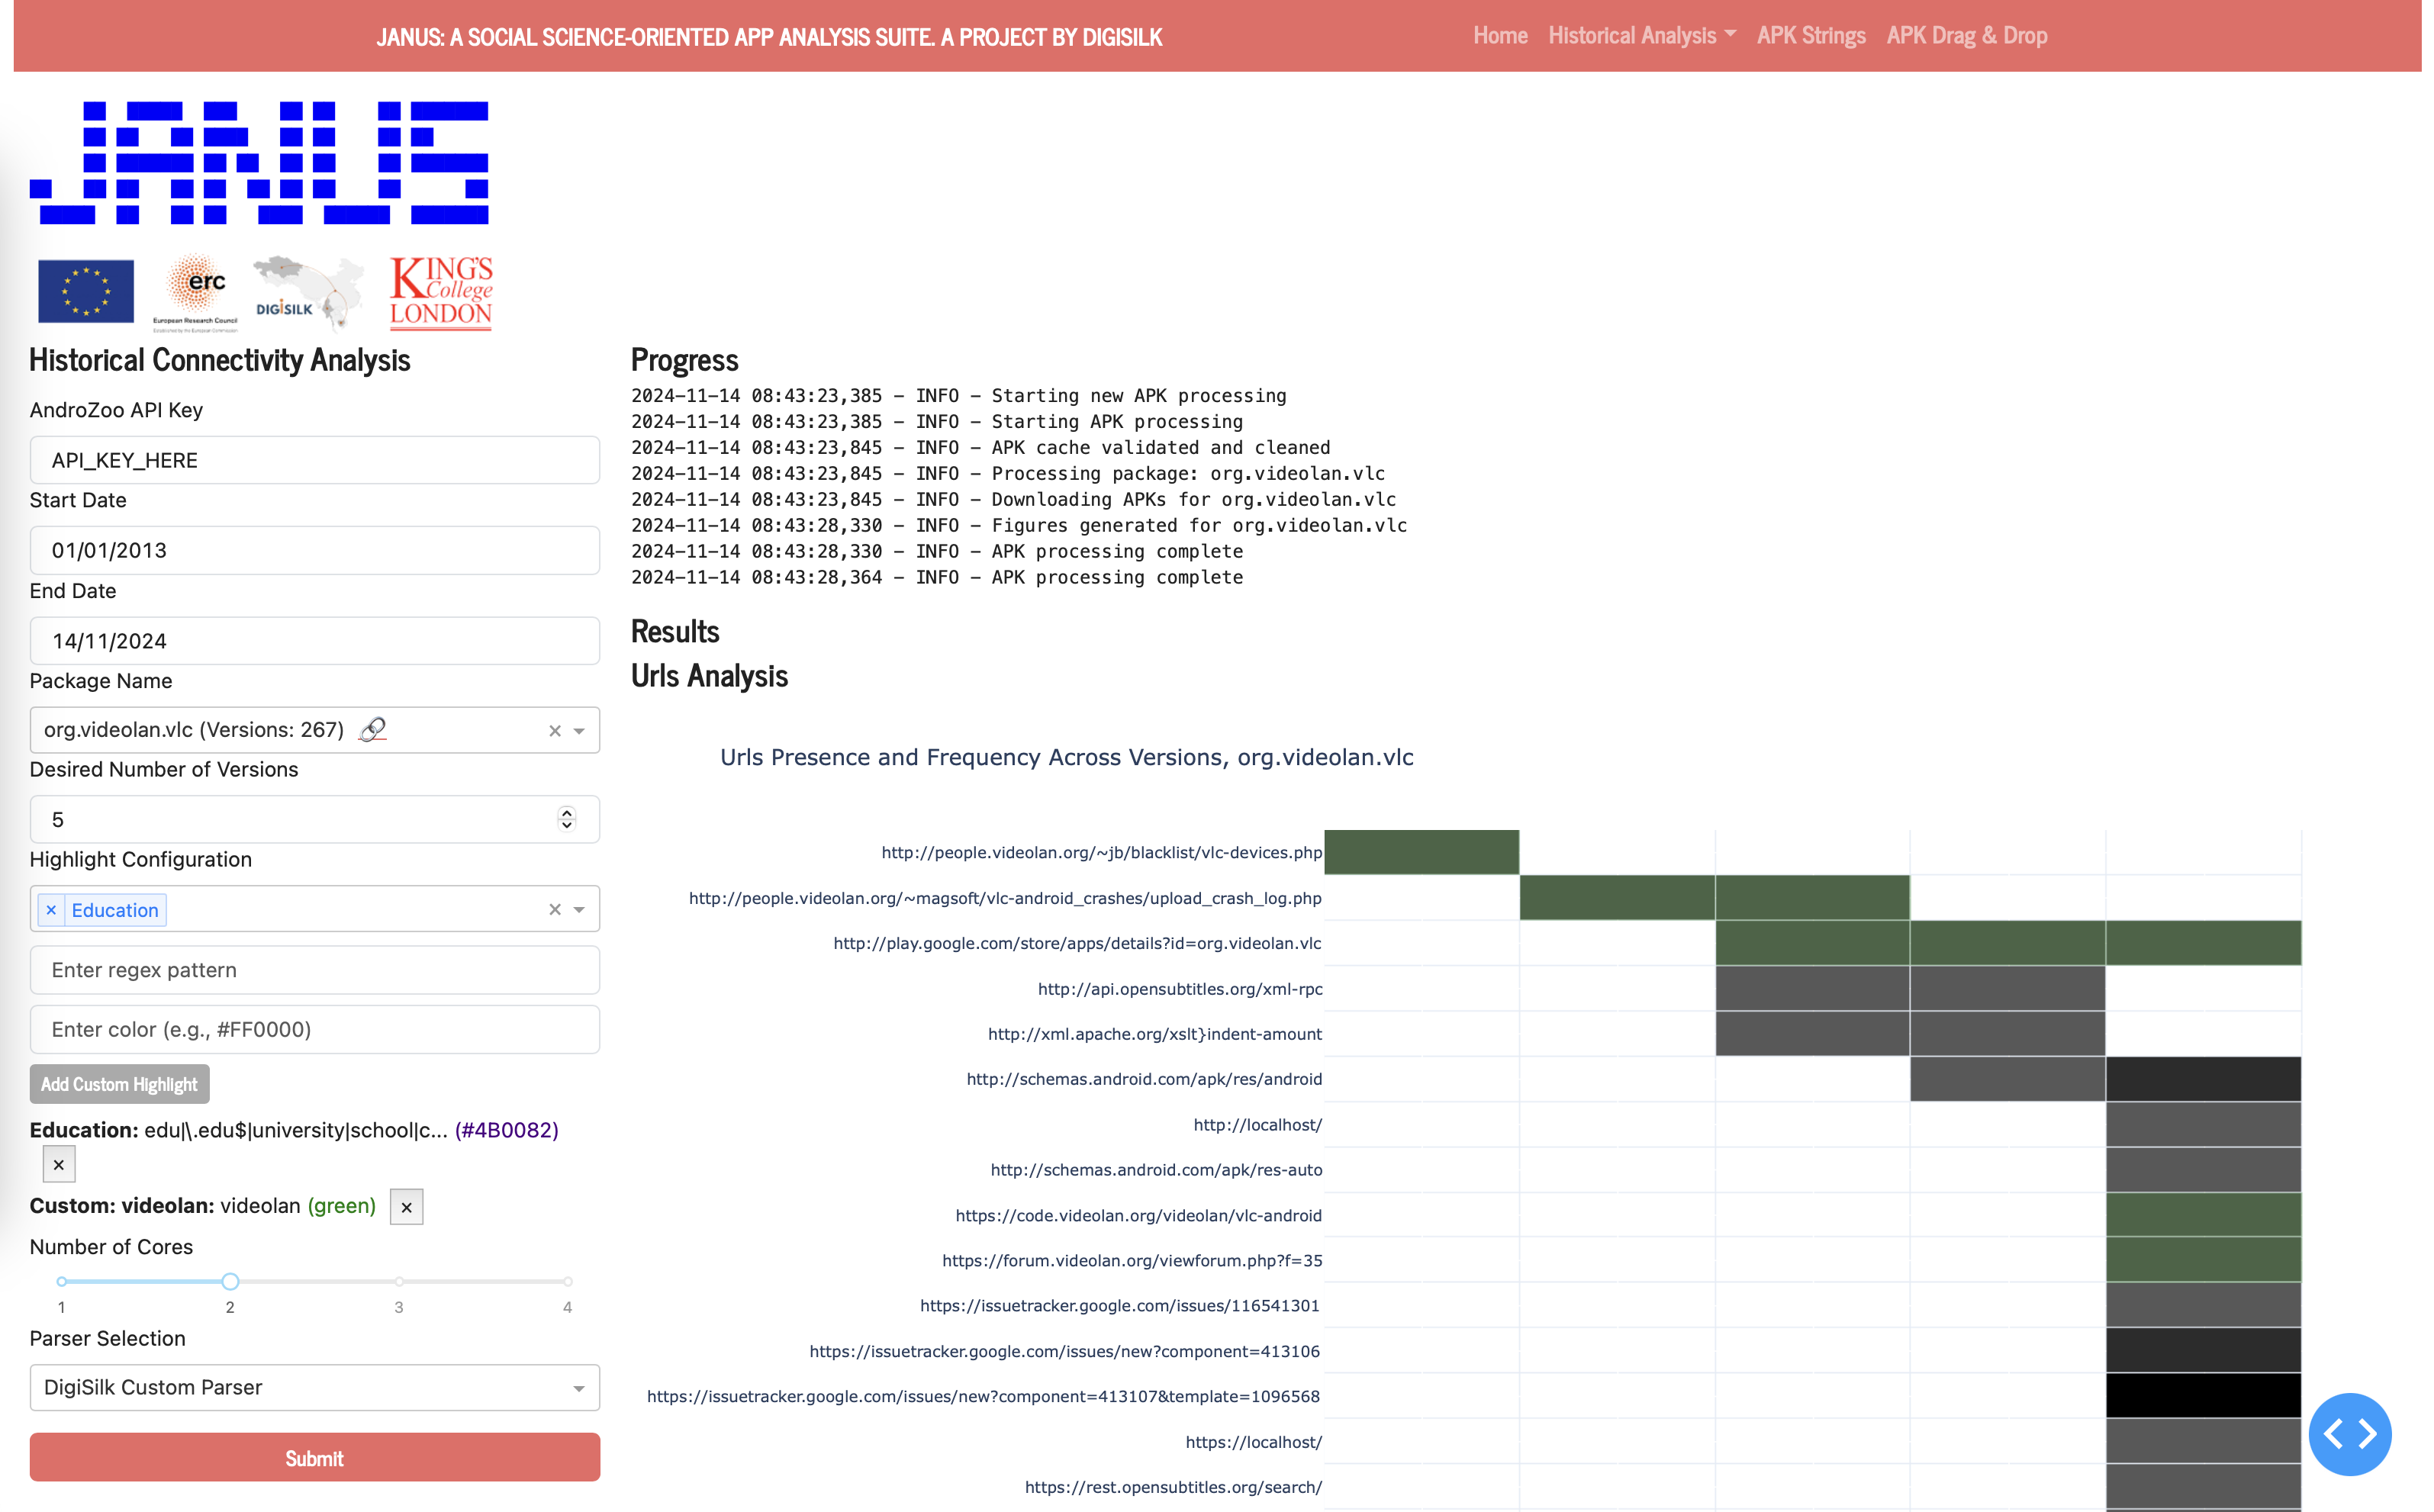 JANUS: A SOCIAL SCIENCE-ORIENTED APP ANALYSIS SUITE. A PROJECT BY DIGISILK
Home Historical Analysis APK Strings APK Drag & Drop
JANUS
erc
European Research Council
Established by the European Commission
DIGISILK
KING'S
College
LONDON
Historical Connectivity Analysis
AndroZoo API Key
API_KEY_HERE
Start Date
01/01/2013
End Date
14/11/2024
Package Name
org.videolan.vlc (Versions: 267)
Desired Number of Versions
5
Highlight Configuration
× Education
Enter regex pattern
Enter color (e.g., #FF0000)
Add Custom Highlight
Education: edu|\.edu$|university|school|c... (#4B0082)
×
Custom: videolan: videolan (green) ×
Number of Cores
1 2 3 4
Parser Selection
DigiSilk Custom Parser
Submit
Progress
2024-11-14 08:43:23,385 - INFO - Starting new APK processing
2024-11-14 08:43:23,385 - INFO - Starting APK processing
2024-11-14 08:43:23,845 - INFO - APK cache validated and cleaned
2024-11-14 08:43:23,845 - INFO - Processing package: org.videolan.vlc
2024-11-14 08:43:23,845 - INFO - Downloading APKs for org.videolan.vlc
2024-11-14 08:43:28,330 - INFO - Figures generated for org.videolan.vlc
2024-11-14 08:43:28,330 - INFO - APK processing complete
2024-11-14 08:43:28,364 - INFO - APK processing complete
Results
Urls Analysis
Urls Presence and Frequency Across Versions, org.videolan.vlc
http://people.videolan.org/~jb/blacklist/vlc-devices.php
http://people.videolan.org/~magsoft/vlc-android_crashes/upload_crash_log.php
http://play.google.com/store/apps/details?id=org.videolan.vlc
http://api.opensubtitles.org/xml-rpc
http://xml.apache.org/xslt}indent-amount
http://schemas.android.com/apk/res/android
http://localhost/
http://schemas.android.com/apk/res-auto
https://code.videolan.org/videolan/vlc-android
https://forum.videolan.org/viewforum.php?f=35
https://issuetracker.google.com/issues/116541301
https://issuetracker.google.com/issues/new?component=413106
https://issuetracker.google.com/issues/new?component=413107&template=1096568
https://localhost/
https://rest.opensubtitles.org/search/